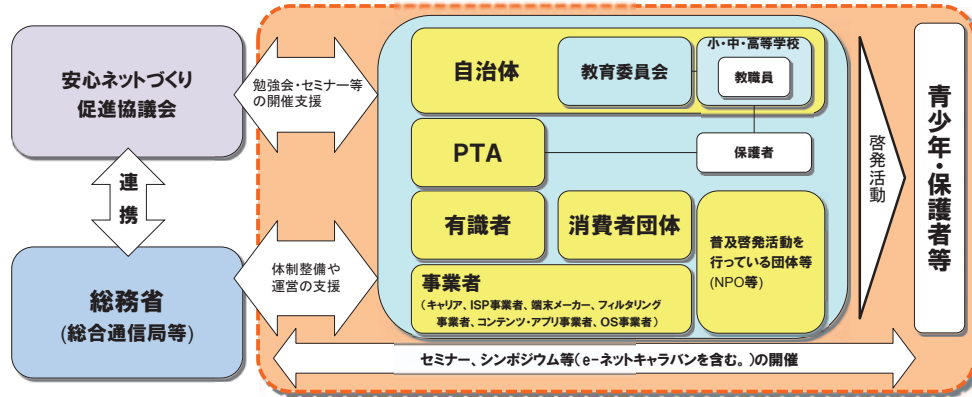 安心ネットづくり
促進協議会
連
携
総務省
(総合通信局等)
勉強会・セミナー等
の開催支援
体制整備や
運営の支援
自治体
教育委員会
小・中・高等学校
教職員
PTA
保護者
有識者
消費者団体
普及啓発活動を
行っている団体等
(NPO等)
事業者
(キャリア、ISP事業者、端末メーカー、フィルタリング
事業者、コンテンツ・アプリ事業者、OS事業者)
啓発活動
青少年・保護者等
セミナー、シンポジウム等(e-ネットキャラバンを含む。)の開催